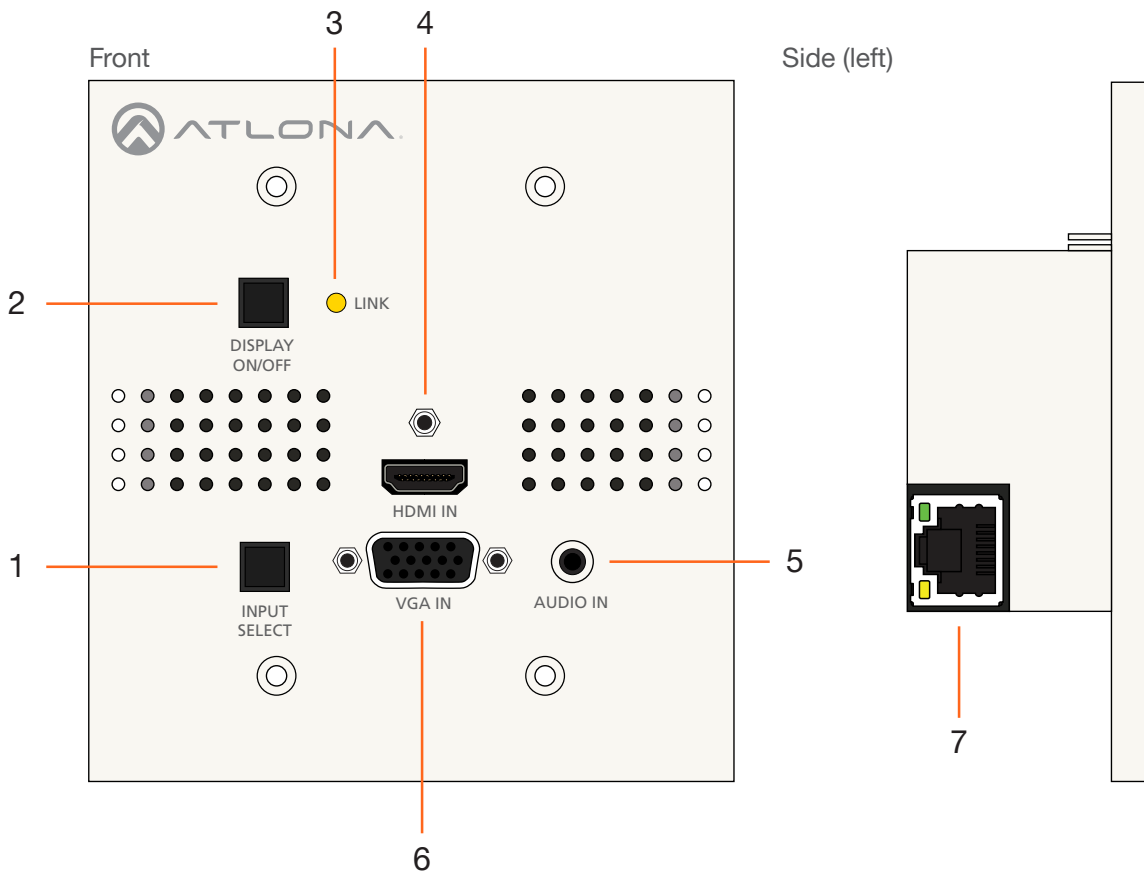 3
4
Front
Side (left)
ATLONA.
2
LINK
DISPLAY
ON/OFF
HDMI IN
1
5
VGA IN
AUDIO IN
INPUT
SELECT
7
6